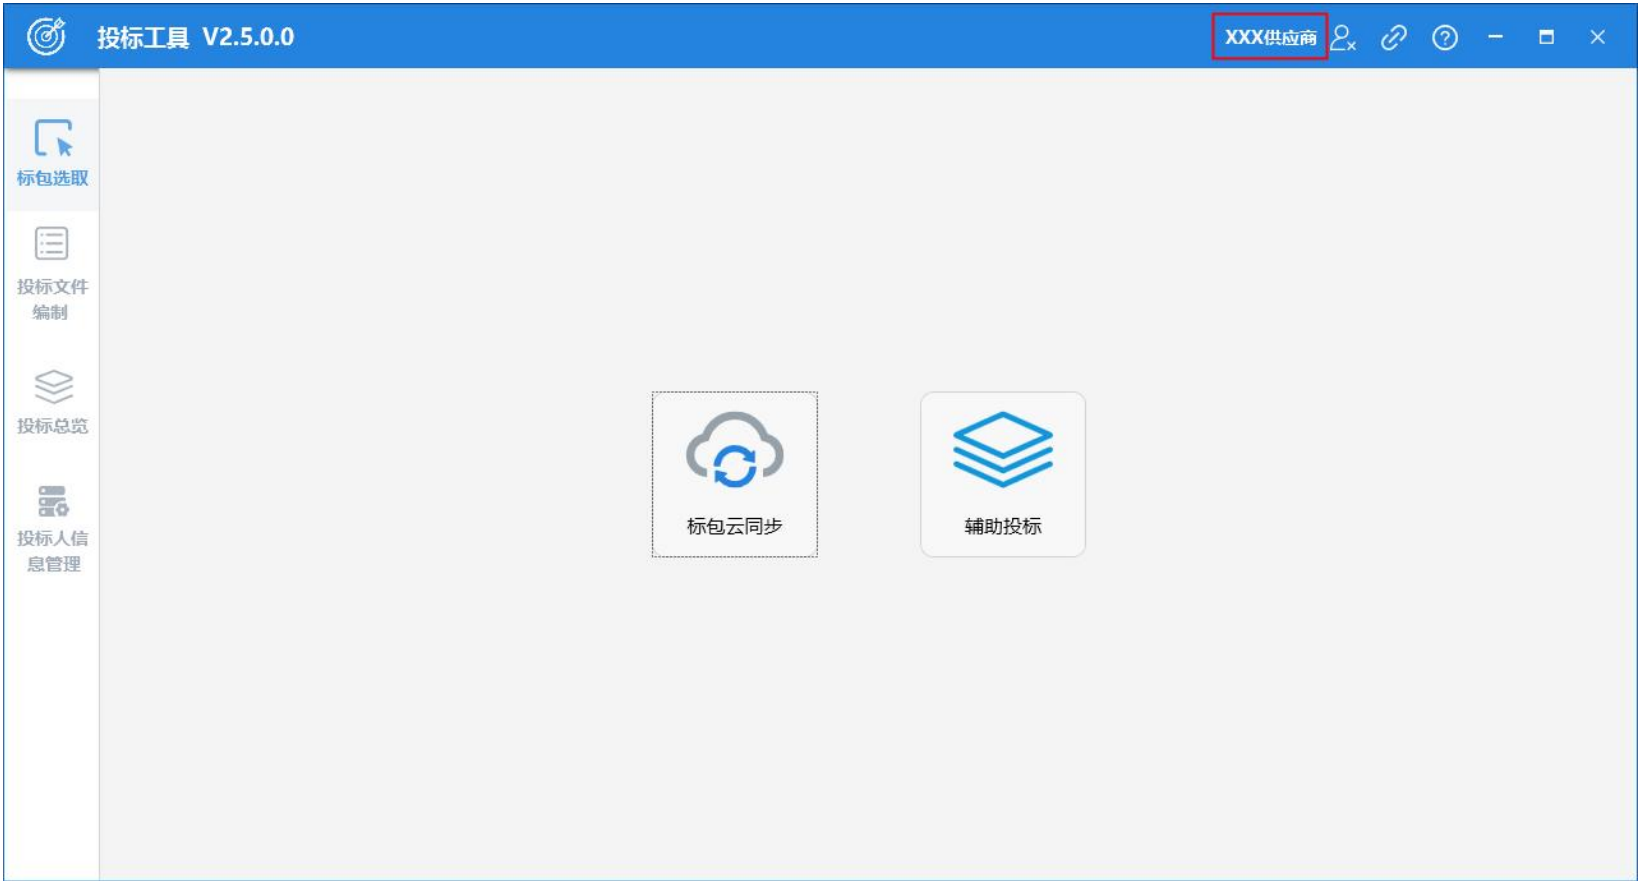 投标工具 V2.5.0.0
XXX供应商
标包选取
投标文件
编制
投标总览
投标人信
息管理
标包云同步
辅助投标